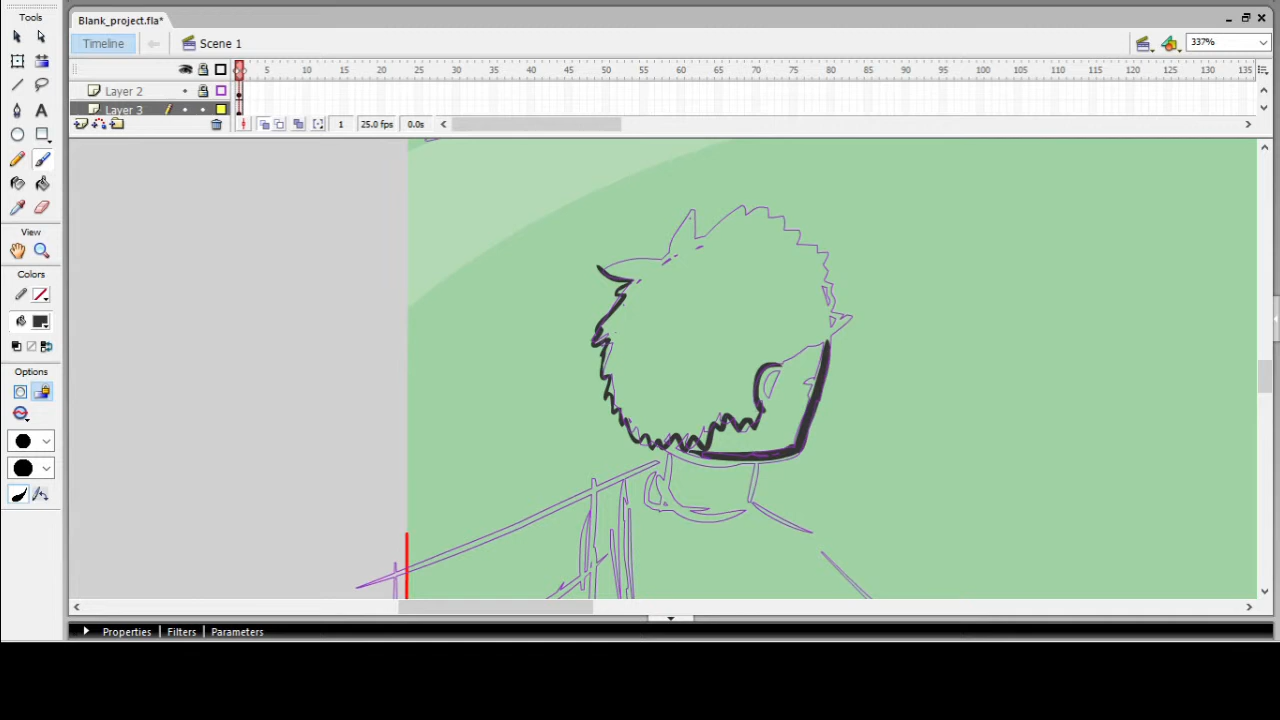 Tools
Blank_project.fla*
Timeline
Scene 1
337%
5 10 15 20 25 30 35 40 45 50 55 60 65 70 75 80 85 90 95 100 105 110 115 120 125 130 135
Layer 2
Layer 3
1 25.0 fps 0.0s
A
View
Colors
Options
Properties Filters Parameters